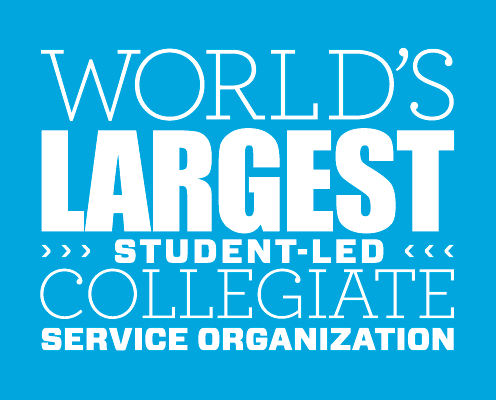 WORLD'S
LARGEST
››› STUDENT-LED ‹‹‹
COLLEGIATE
SERVICE ORGANIZATION